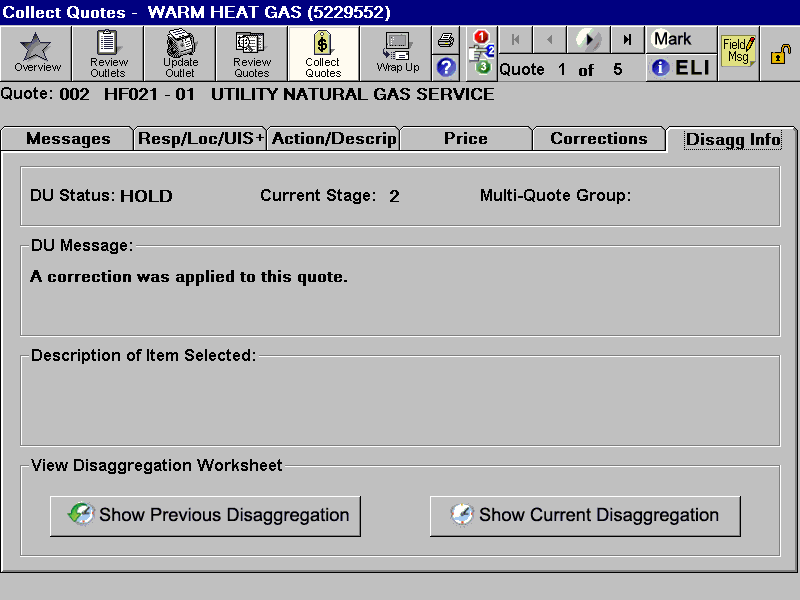 Collect Quotes - WARM HEAT GAS (5229552)
Overview
Review Outlets
Update Outlet
Review Quotes
Collect Quotes
$
Wrap Up
?
1
2
3
Mark
Quote 1 of 5
i ELI
Field Msg
Quote: 002 HF021 - 01 UTILITY NATURAL GAS SERVICE
Messages Resp/Loc/UIS+ Action/Descrip Price Corrections Disagg Info
DU Status: HOLD Current Stage: 2 Multi-Quote Group:
DU Message:
A correction was applied to this quote.
Description of Item Selected:
View Disaggregation Worksheet
Show Previous Disaggregation Show Current Disaggregation